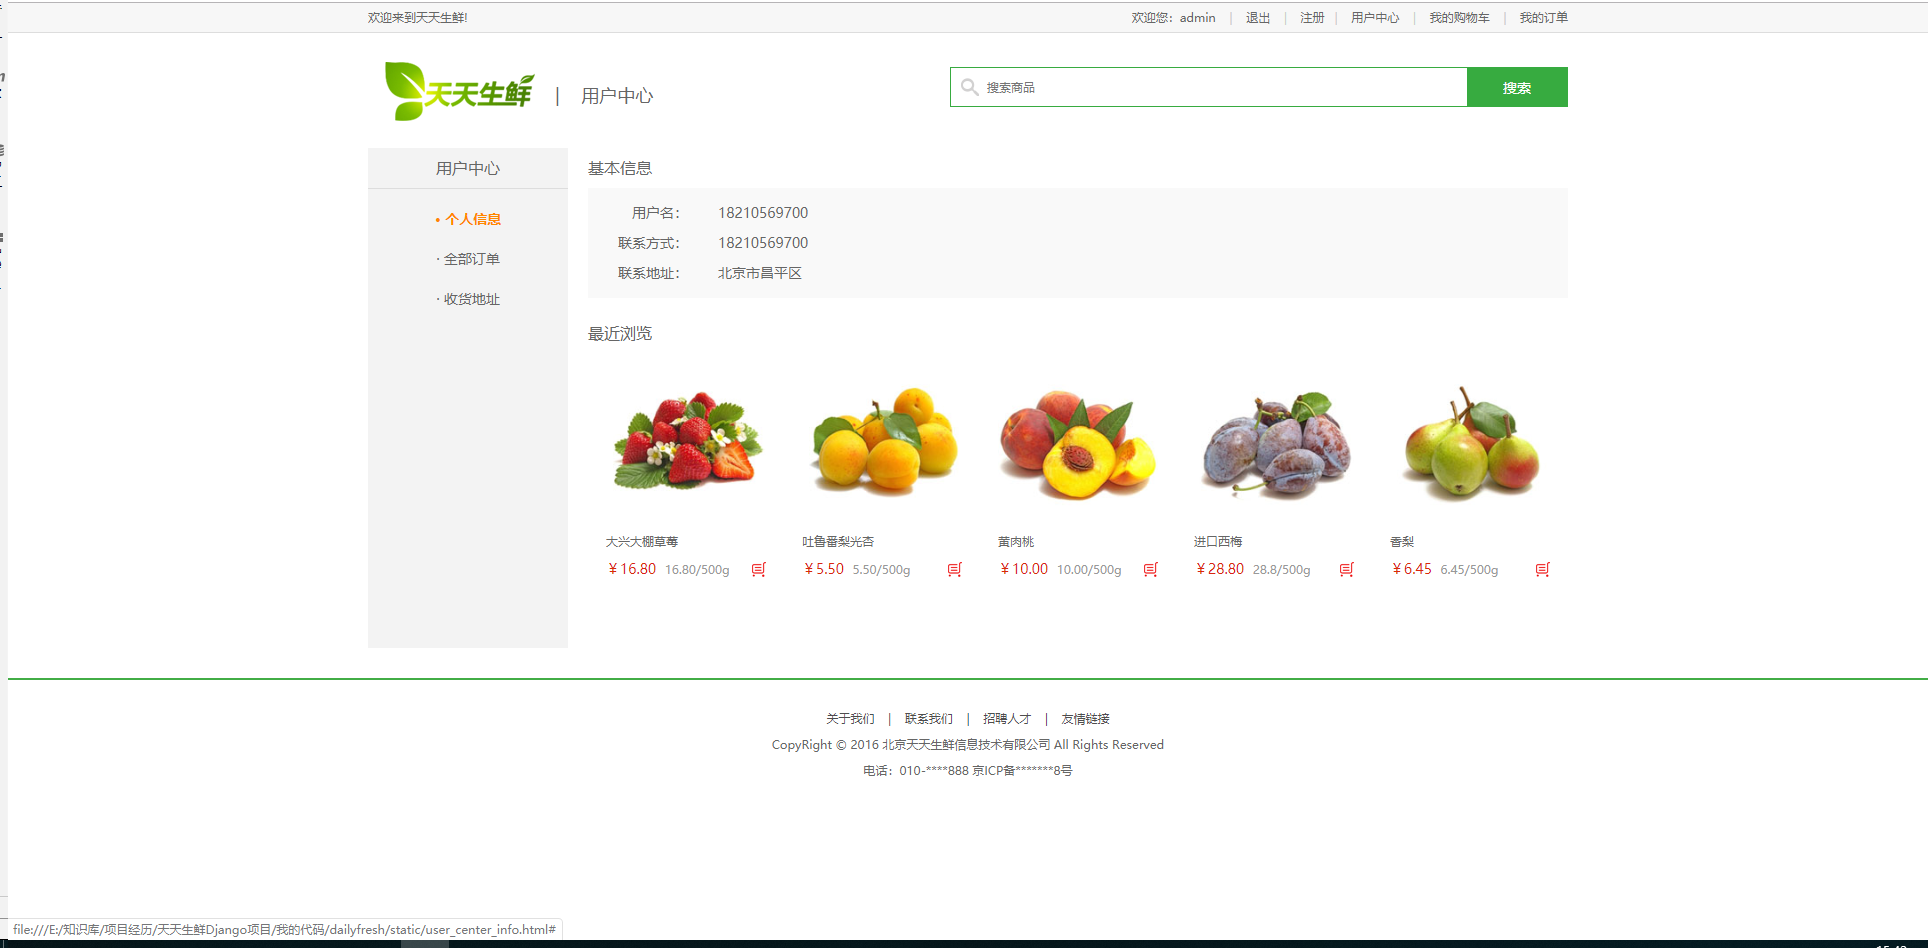 欢迎来到天天生鲜!
欢迎您：admin | 退出 | 注册 | 用户中心 | 我的购物车 | 我的订单
天天生鲜 | 用户中心
搜索商品 搜索
用户中心
• 个人信息
· 全部订单
· 收货地址
基本信息
用户名： 18210569700
联系方式： 18210569700
联系地址： 北京市昌平区
最近浏览
大兴大棚草莓
￥16.80 16.80/500g
吐鲁番梨光杏
￥5.50 5.50/500g
黄肉桃
￥10.00 10.00/500g
进口西梅
￥28.80 28.8/500g
香梨
￥6.45 6.45/500g
关于我们 | 联系我们 | 招聘人才 | 友情链接
CopyRight © 2016 北京天天生鲜信息技术有限公司 All Rights Reserved
电话：010-****888 京ICP备*******8号
file:///E:/知识库/项目经历/天天生鲜Django项目/我的代码/dailyfresh/static/user_center_info.html#